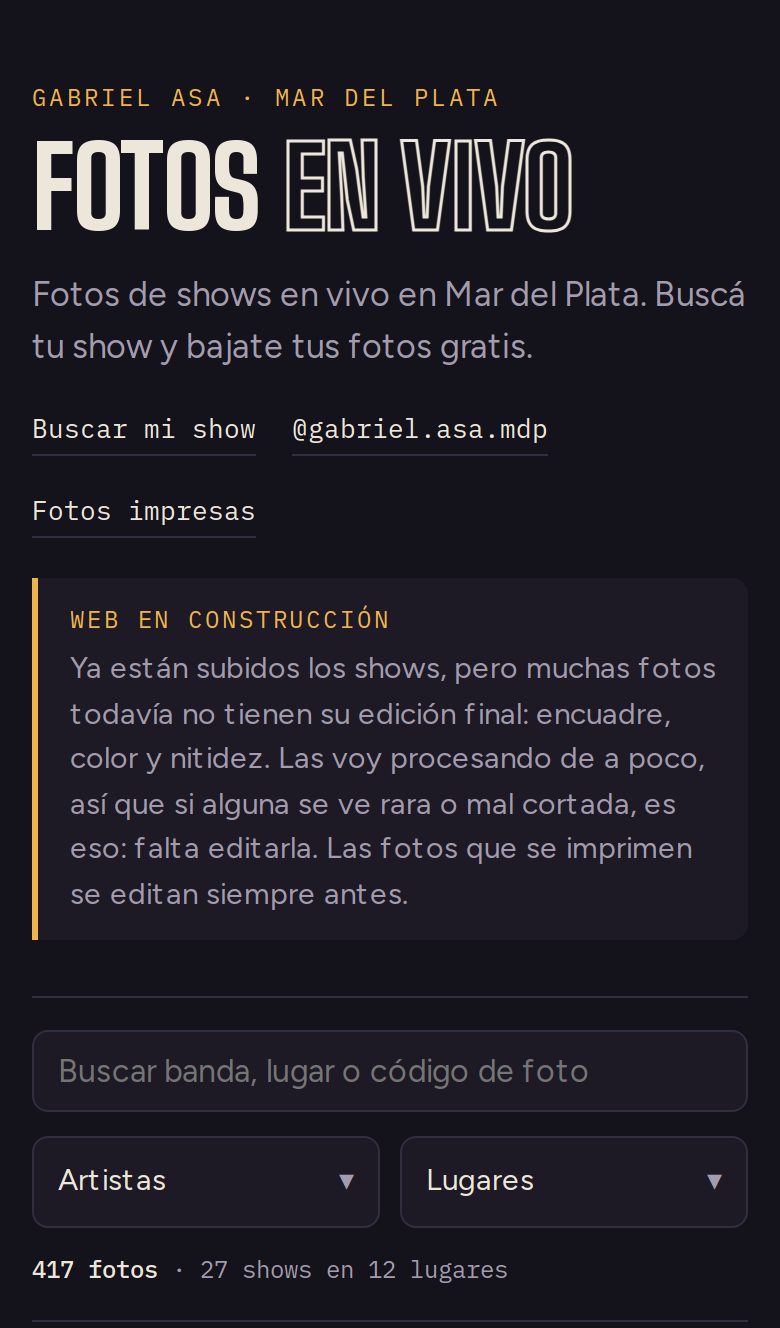 GABRIEL ASA · MAR DEL PLATA
FOTOS EN VIVO
Fotos de shows en vivo en Mar del Plata. Buscá
tu show y bajate tus fotos gratis.
Buscar mi show @gabriel.asa.mdp
Fotos impresas
WEB EN CONSTRUCCIÓN
Ya están subidos los shows, pero muchas fotos
todavía no tienen su edición final: encuadre,
color y nitidez. Las voy procesando de a poco,
así que si alguna se ve rara o mal cortada, es
eso: falta editarla. Las fotos que se imprimen
se editan siempre antes.
Buscar banda, lugar o código de foto
Artistas ▼ Lugares ▼
417 fotos · 27 shows en 12 lugares